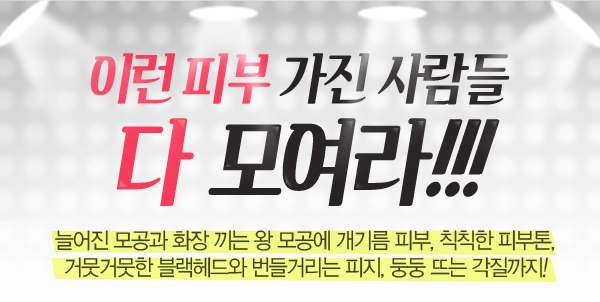 이런 피부 가진 사람들
다 모여라!!!
늘어진 모공과 화장 끼는 왕 모공에 개기름 피부, 칙칙한 피부톤,
거뭇거뭇한 블랙헤드와 번들거리는 피지, 둥둥 뜨는 각질까지!